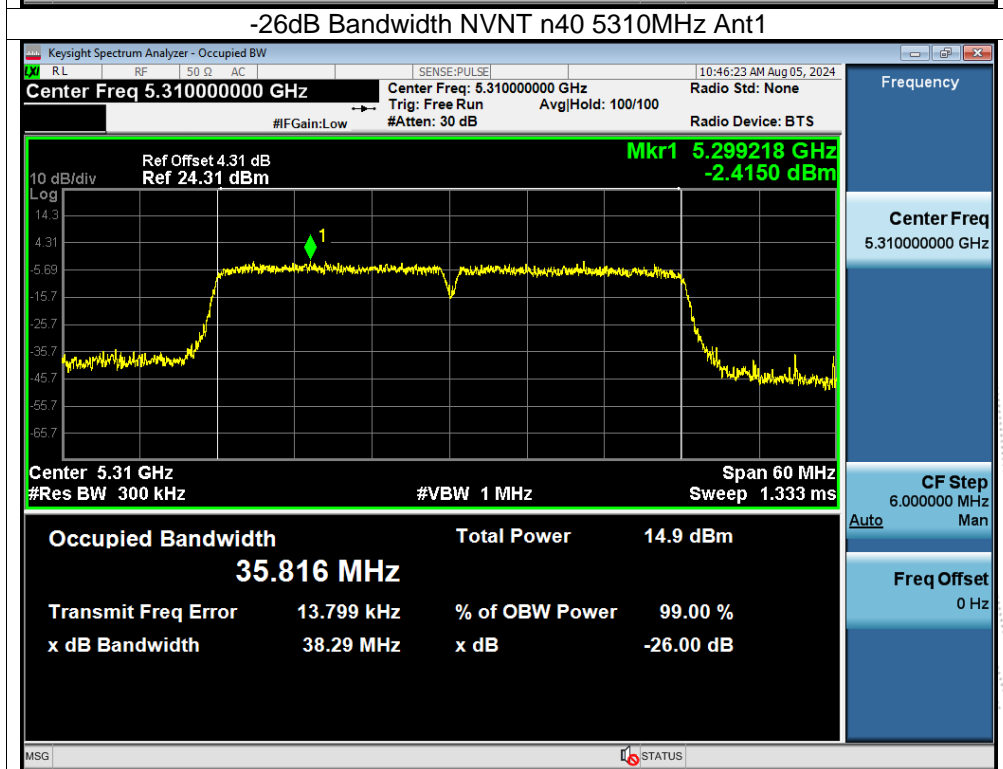 -26dB Bandwidth NVNT n40 5310MHz Ant1
Keysight Spectrum Analyzer - Occupied BW
LXI RL RF 50 Ω AC SENSE:PULSE 10:46:23 AM Aug 05, 2024
Center Freq 5.310000000 GHz
Center Freq: 5.310000000 GHz Radio Std: None
Trig: Free Run Avg|Hold: 100/100
#IFGain:Low #Atten: 30 dB Radio Device: BTS
Frequency
Mkr1 5.299218 GHz
-2.4150 dBm
Ref Offset 4.31 dB
10 dB/div Ref 24.31 dBm
Log
14.3
4.31
-5.69
-15.7
-25.7
-35.7
-45.7
-55.7
-65.7
1
Center 5.31 GHz Span 60 MHz
#Res BW 300 kHz #VBW 1 MHz Sweep 1.333 ms
Center Freq
5.310000000 GHz
CF Step
6.000000 MHz
Auto Man
Freq Offset
0 Hz
Occupied Bandwidth Total Power 14.9 dBm
35.816 MHz
Transmit Freq Error 13.799 kHz % of OBW Power 99.00 %
x dB Bandwidth 38.29 MHz x dB -26.00 dB
MSG STATUS